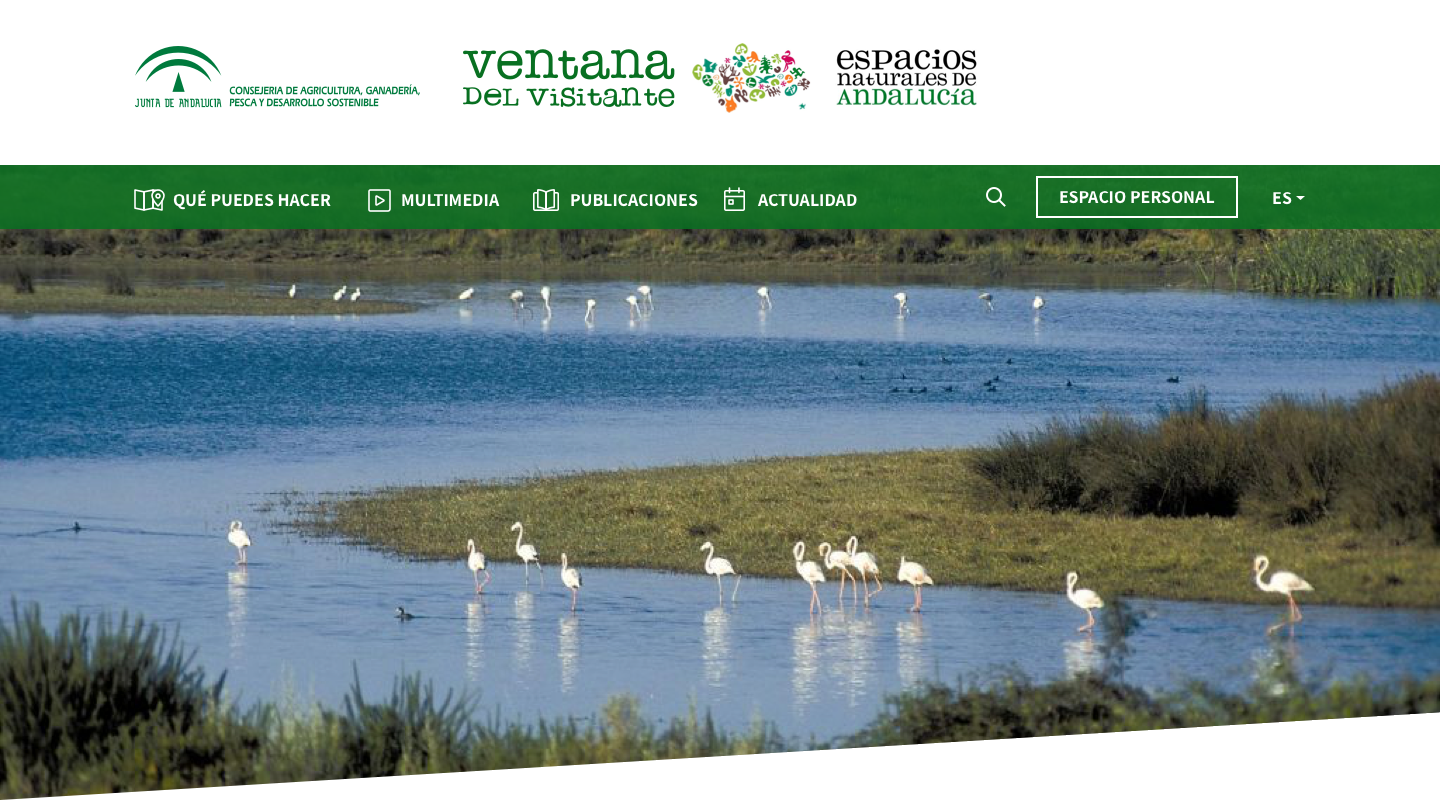 JUNTA DE ANDALUCIA
CONSEJERIA DE AGRICULTURA, GANADERÍA,
PESCA Y DESARROLLO SOSTENIBLE
ventana
DEL visitante
espacios
naturales de
ANDALUCÍA
QUÉ PUEDES HACER
MULTIMEDIA
PUBLICACIONES
ACTUALIDAD
ESPACIO PERSONAL
ES